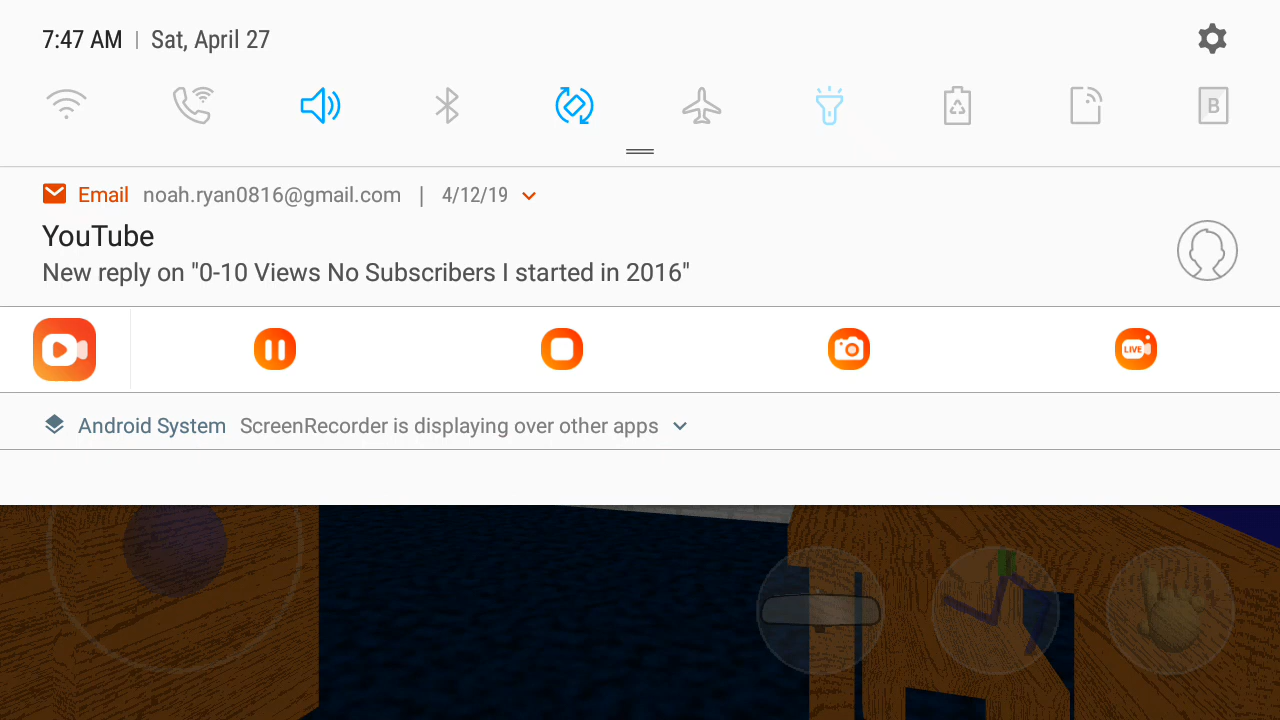 7:47 AM | Sat, April 27
B
Email noah.ryan0816@gmail.com | 4/12/19
YouTube
New reply on "0-10 Views No Subscribers I started in 2016"
LIVE
Android System ScreenRecorder is displaying over other apps